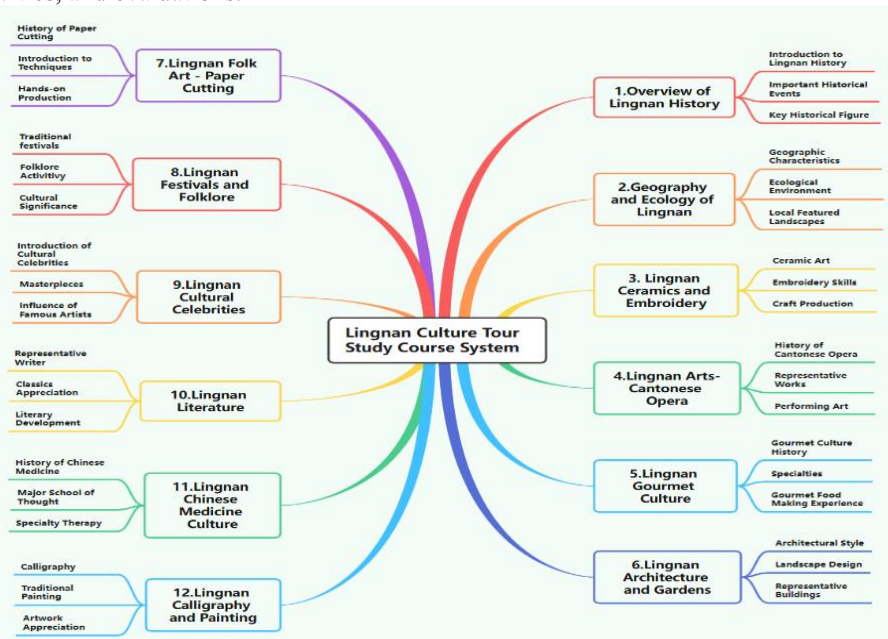 Lingnan Culture Tour
Study Course System
1.Overview of
Lingnan History
Introduction to
Lingnan History
Important Historical
Events
Key Historical Figure
2.Geography
and Ecology of
Lingnan
Geographic
Characteristics
Ecological
Environment
Local Featured
Landscapes
3. Lingnan
Ceramics and
Embroidery
Ceramic Art
Embroidery Skills
Craft Production
4.Lingnan Arts-
Cantonese
Opera
History of
Cantonese Opera
Representative
Works
Performing Art
5.Lingnan
Gourmet
Culture
Gourmet Culture
History
Specialties
Gourmet Food
Making Experience
6.Lingnan
Architecture
and Gardens
Architectural Style
Landscape Design
Representative
Buildings
7.Lingnan Folk
Art - Paper
Cutting
History of Paper
Cutting
Introduction to
Techniques
Hands-on
Production
8.Lingnan
Festivals and
Folklore
Traditional
festivals
Folklore
Activitivy
Cultural
Significance
9.Lingnan
Cultural
Celebrities
Introduction of
Cultural
Celebrities
Masterpieces
Influence of
Famous Artists
10.Lingnan
Literature
Representative
Writer
Classics
Appreciation
Literary
Development
11.Lingnan
Chinese
Medicine
Culture
History of Chinese
Medicine
Major School of
Thought
Specialty Therapy
12.Lingnan
Calligraphy
and Painting
Calligraphy
Traditional
Painting
Artwork
Appreciation